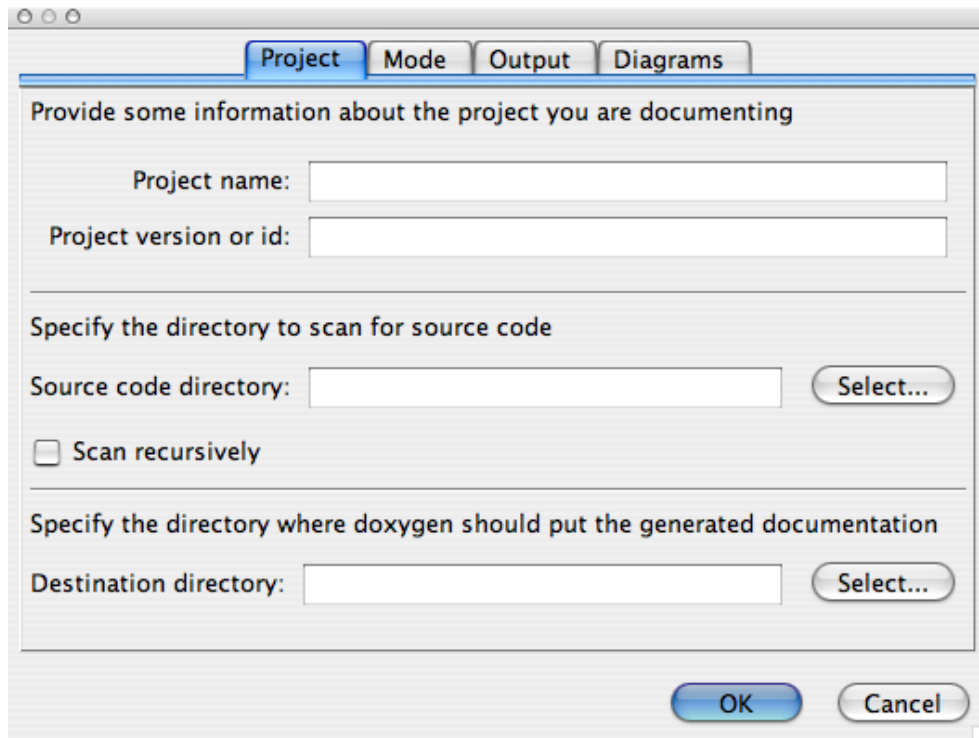 Project Mode Output Diagrams
Provide some information about the project you are documenting
Project name:
Project version or id:
Specify the directory to scan for source code
Source code directory: Select...
Scan recursively
Specify the directory where doxygen should put the generated documentation
Destination directory: Select...
OK Cancel